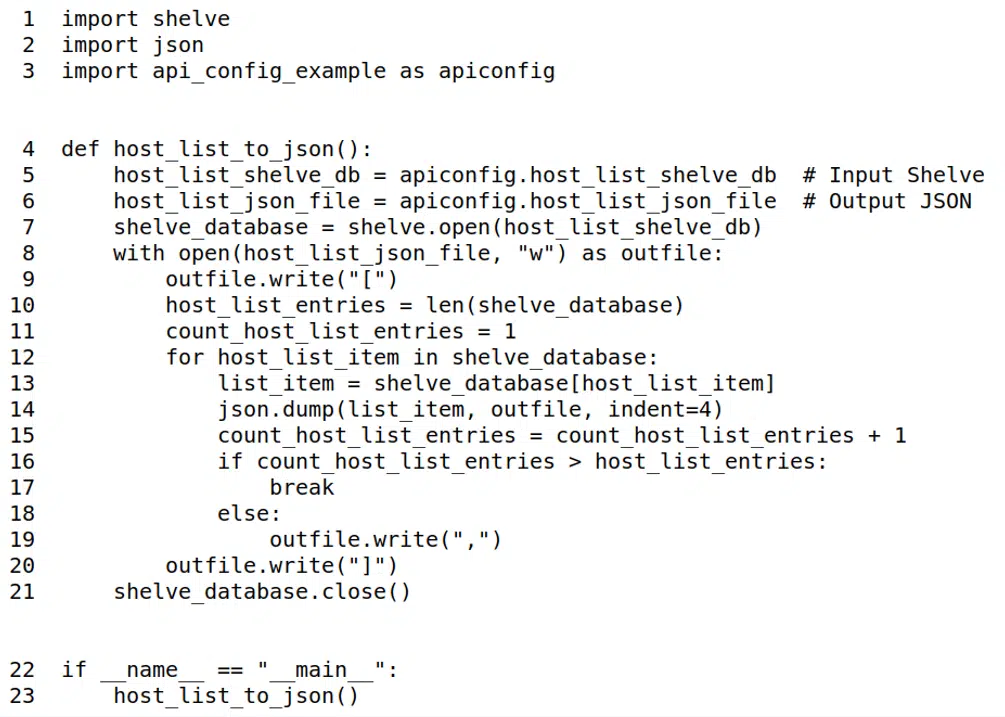 1 import shelve
2 import json
3 import api_config_example as apiconfig
4 def host_list_to_json():
5     host_list_shelve_db = apiconfig.host_list_shelve_db  # Input Shelve
6     host_list_json_file = apiconfig.host_list_json_file  # Output JSON
7     shelve_database = shelve.open(host_list_shelve_db)
8     with open(host_list_json_file, "w") as outfile:
9         outfile.write("[")
10         host_list_entries = len(shelve_database)
11         count_host_list_entries = 1
12         for host_list_item in shelve_database:
13             list_item = shelve_database[host_list_item]
14             json.dump(list_item, outfile, indent=4)
15             count_host_list_entries = count_host_list_entries + 1
16             if count_host_list_entries > host_list_entries:
17                 break
18             else:
19                 outfile.write(",")
20         outfile.write("]")
21     shelve_database.close()
22 if __name__ == "__main__":
23     host_list_to_json()